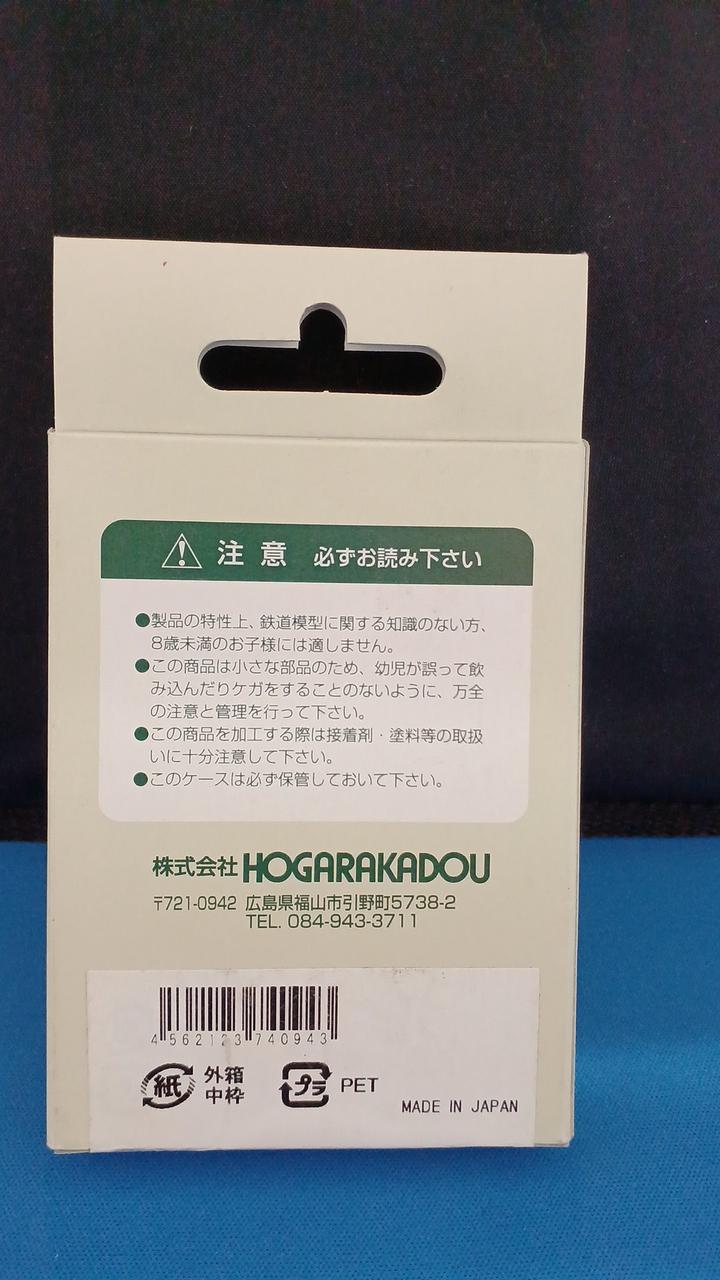 注意 必ずお読み下さい
●製品の特性上、鉄道模型に関する知識のない方、
8歳未満のお子様には適しません。
●この商品は小さな部品のため、幼児が誤って飲
み込んだりケガをすることのないように、万全
の注意と管理を行って下さい。
●この商品を加工する際は接着剤・塗料等の取扱
いに十分注意して下さい。
●このケースは必ず保管しておいて下さい。
株式会社HOGARAKADOU
〒721-0942 広島県福山市引野町5738-2
TEL. 084-943-3711
4562123740943
紙 外箱
中枠
プラ PET
MADE IN JAPAN